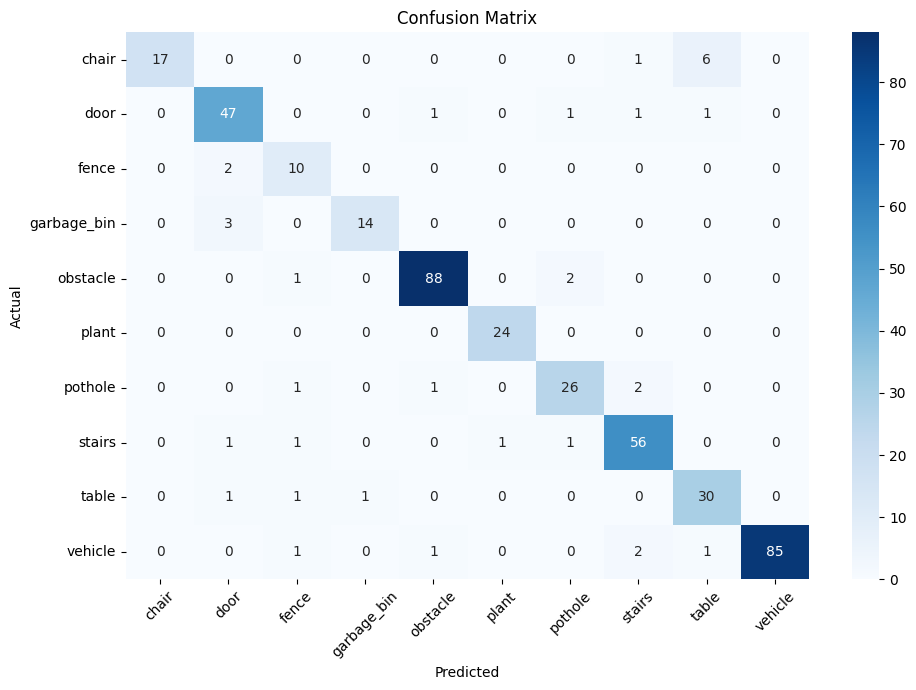 Confusion Matrix
chair 17 0 0 0 0 0 0 1 6 0
door 0 47 0 0 1 0 1 1 1 0
fence 0 2 10 0 0 0 0 0 0 0
garbage_bin 0 3 0 14 0 0 0 0 0 0
obstacle 0 0 1 0 88 0 2 0 0 0
plant 0 0 0 0 0 24 0 0 0 0
pothole 0 0 1 0 1 0 26 2 0 0
stairs 0 1 1 0 0 1 1 56 0 0
table 0 1 1 1 0 0 0 0 30 0
vehicle 0 0 1 0 1 0 0 2 1 85
chair door fence garbage_bin obstacle plant pothole stairs table vehicle
Predicted
Actual
80
70
60
50
40
30
20
10
0